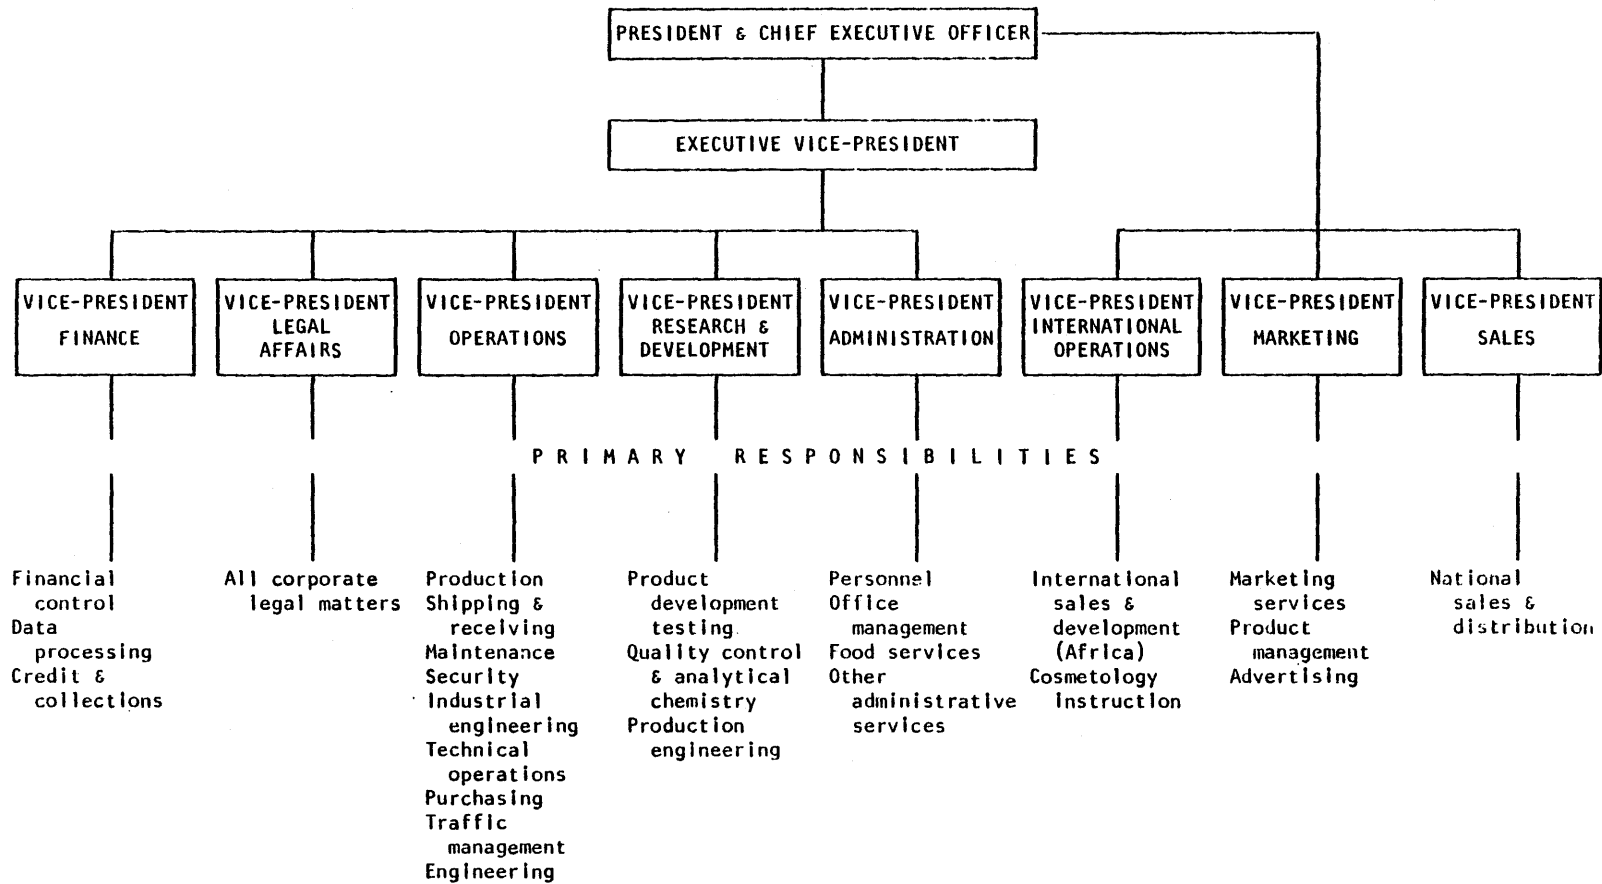 PRESIDENT & CHIEF EXECUTIVE OFFICER
EXECUTIVE VICE-PRESIDENT
VICE-PRESIDENT
FINANCE
VICE-PRESIDENT
LEGAL
AFFAIRS
VICE-PRESIDENT
OPERATIONS
VICE-PRESIDENT
RESEARCH &
DEVELOPMENT
VICE-PRESIDENT
ADMINISTRATION
VICE-PRESIDENT
INTERNATIONAL
OPERATIONS
VICE-PRESIDENT
MARKETING
VICE-PRESIDENT
SALES
PRIMARY RESPONSIBILITIES
Financial
control
Data
processing
Credit &
collections
All corporate
legal matters
Production
Shipping &
receiving
Maintenance
Security
Industrial
engineering
Technical
operations
Purchasing
Traffic
management
Engineering
Product
development
testing
Quality control
& analytical
chemistry
Production
engineering
Personnel
Office
management
Food services
Other
administrative
services
International
sales &
development
(Africa)
Cosmetology
instruction
Marketing
services
Product
management
Advertising
National
sales &
distribution